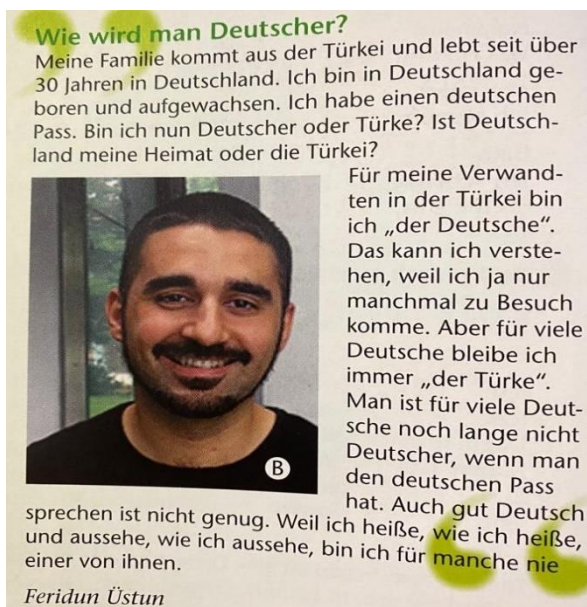 Wie wird man Deutscher?
Meine Familie kommt aus der Türkei und lebt seit über
30 Jahren in Deutschland. Ich bin in Deutschland ge-
boren und aufgewachsen. Ich habe einen deutschen
Pass. Bin ich nun Deutscher oder Türke? Ist Deutsch-
land meine Heimat oder die Türkei?
Für meine Verwand-
ten in der Türkei bin
ich „der Deutsche“.
Das kann ich verste-
hen, weil ich ja nur
manchmal zu Besuch
komme. Aber für viele
Deutsche bleibe ich
immer „der Türke“.
Man ist für viele Deut-
sche noch lange nicht
Deutscher, wenn man
den deutschen Pass
hat. Auch gut Deutsch
sprechen ist nicht genug. Weil ich heiße, wie ich heiße,
und aussehe, wie ich aussehe, bin ich für manche nie
einer von ihnen.
Feridun Üstun
B